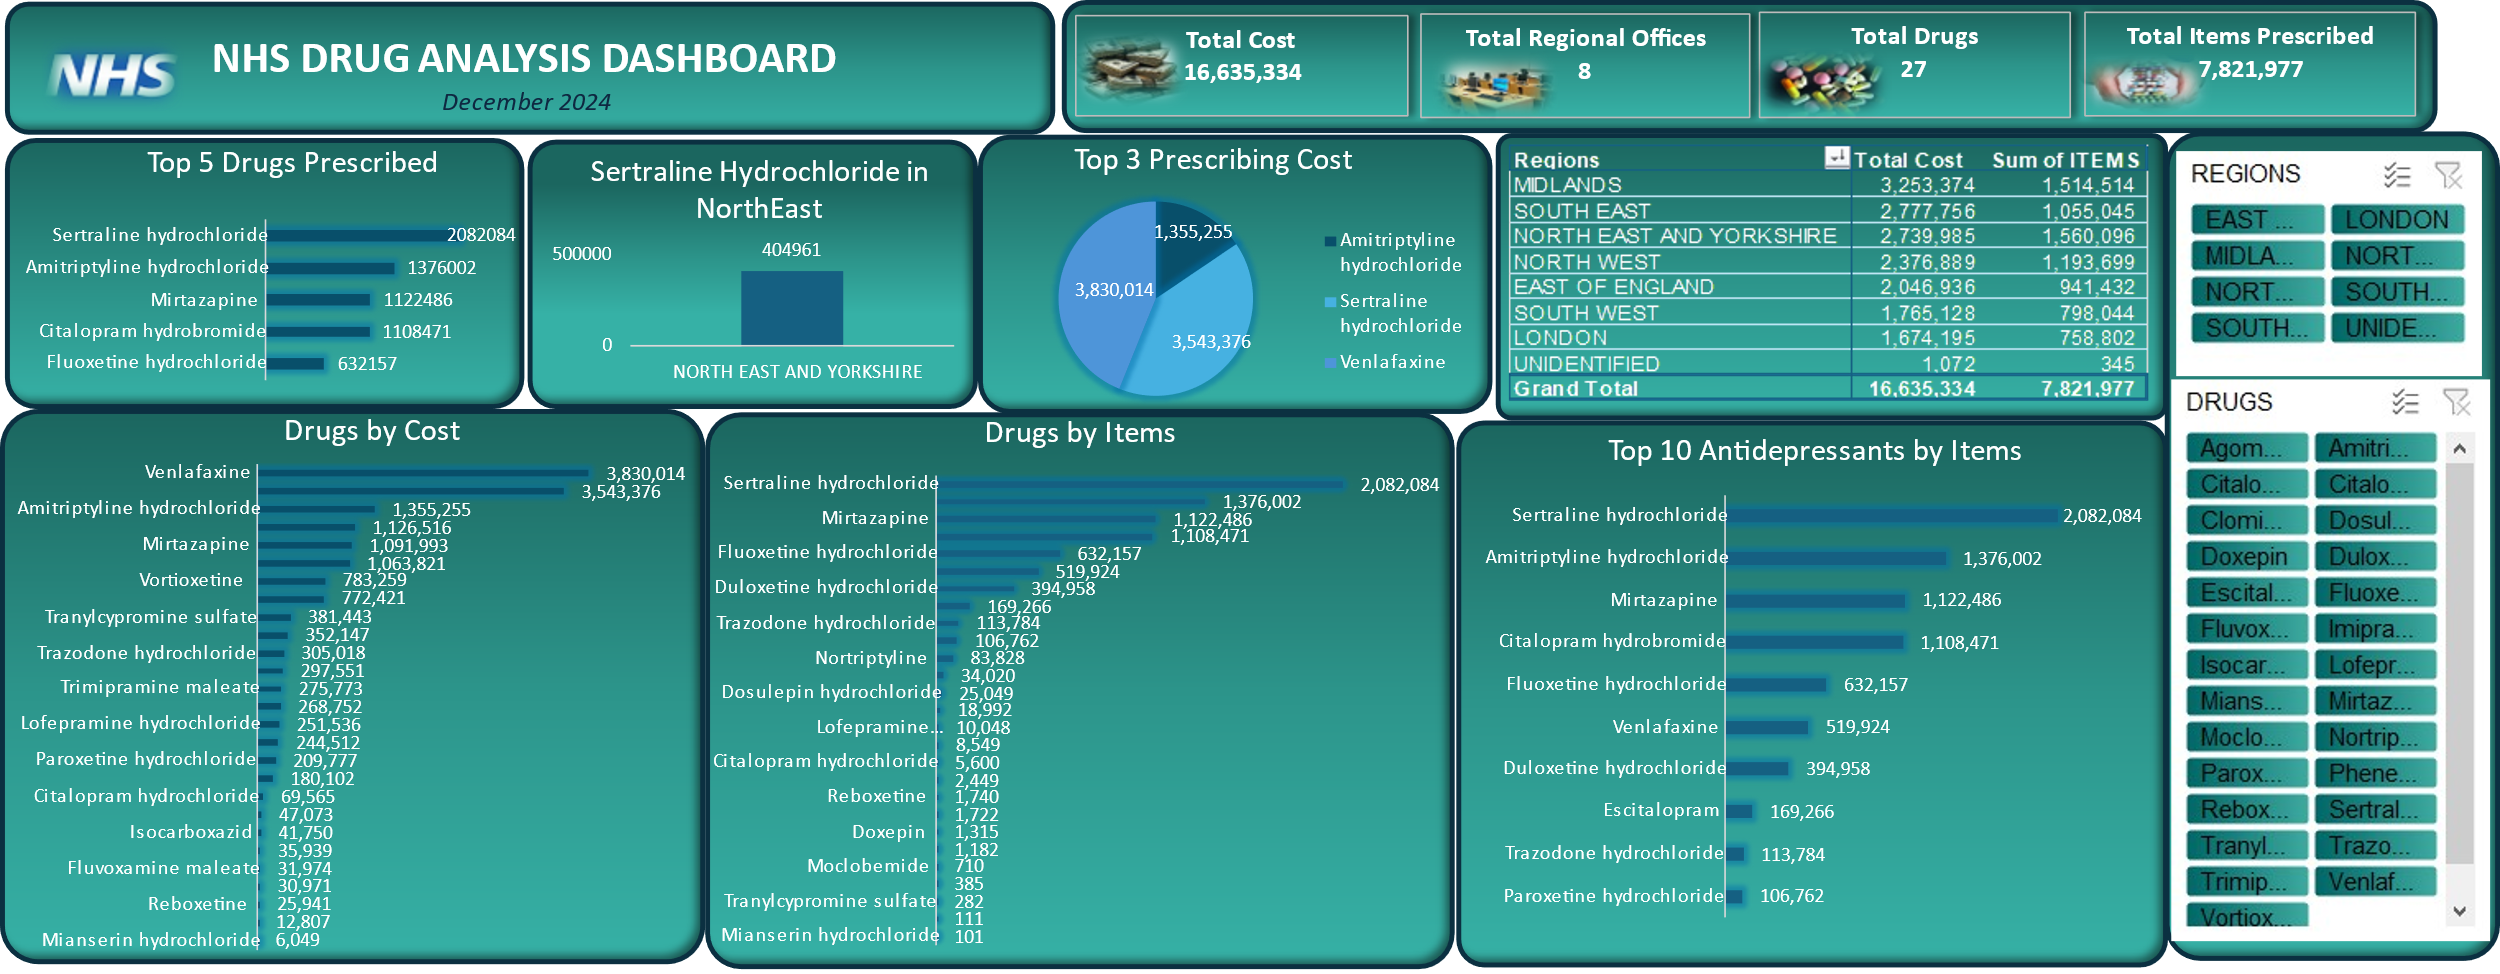 NHS
NHS DRUG ANALYSIS DASHBOARD
December 2024
Total Cost
16,635,334
Total Regional Offices
8
Total Drugs
27
Total Items Prescribed
7,821,977
Top 5 Drugs Prescribed
Sertraline hydrochloride 2082084
Amitriptyline hydrochloride 1376002
Mirtazapine 1122486
Citalopram hydrobromide 1108471
Fluoxetine hydrochloride 632157
Sertraline Hydrochloride in
NorthEast
500000
404961
0
NORTH EAST AND YORKSHIRE
Top 3 Prescribing Cost
1,355,255
3,830,014
3,543,376
Amitriptyline
hydrochloride
Sertraline
hydrochloride
Venlafaxine
Regions Total Cost Sum of ITEMS
MIDLANDS 3,253,374 1,514,514
SOUTH EAST 2,777,756 1,055,045
NORTH EAST AND YORKSHIRE 2,739,985 1,560,096
NORTH WEST 2,376,889 1,193,699
EAST OF ENGLAND 2,046,936 941,432
SOUTH WEST 1,765,128 798,044
LONDON 1,674,195 758,802
UNIDENTIFIED 1,072 345
Grand Total 16,635,334 7,821,977
REGIONS
EAST ... LONDON
MIDLA... NORT...
NORT... SOUTH...
SOUTH... UNIDE...
Drugs by Cost
Venlafaxine 3,830,014
3,543,376
Amitriptyline hydrochloride 1,355,255
1,126,516
Mirtazapine 1,091,993
1,063,821
Vortioxetine 783,259
772,421
Tranylcypromine sulfate 381,443
352,147
Trazodone hydrochloride 305,018
297,551
Trimipramine maleate 275,773
268,752
Lofepramine hydrochloride 251,536
244,512
Paroxetine hydrochloride 209,777
180,102
Citalopram hydrochloride 69,565
47,073
Isocarboxazid 41,750
35,939
Fluvoxamine maleate 31,974
30,971
Reboxetine 25,941
12,807
Mianserin hydrochloride 6,049
Drugs by Items
Sertraline hydrochloride 2,082,084
1,376,002
Mirtazapine 1,122,486
1,108,471
Fluoxetine hydrochloride 632,157
519,924
Duloxetine hydrochloride 394,958
169,266
Trazodone hydrochloride 113,784
106,762
Nortriptyline 83,828
34,020
Dosulepin hydrochloride 25,049
18,992
Lofepramine... 10,048
8,549
Citalopram hydrochloride 5,600
2,449
Reboxetine 1,740
1,722
Doxepin 1,315
1,182
Moclobemide 710
385
Tranylcypromine sulfate 282
111
Mianserin hydrochloride 101
Top 10 Antidepressants by Items
Sertraline hydrochloride 2,082,084
Amitriptyline hydrochloride 1,376,002
Mirtazapine 1,122,486
Citalopram hydrobromide 1,108,471
Fluoxetine hydrochloride 632,157
Venlafaxine 519,924
Duloxetine hydrochloride 394,958
Escitalopram 169,266
Trazodone hydrochloride 113,784
Paroxetine hydrochloride 106,762
DRUGS
Agom... Amitri...
Citalo... Citalo...
Clomi... Dosul...
Doxepin Dulox...
Escital... Fluoxe...
Fluvox... Imipra...
Isocar... Lofepr...
Mians... Mirtaz...
Moclo... Nortrip...
Parox... Phene...
Rebox... Sertral...
Tranyl... Trazo...
Trimip... Venlaf...
Vortiox...